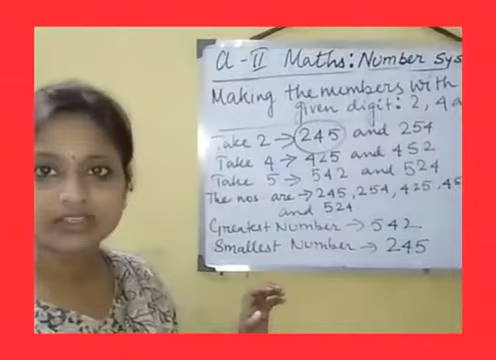 Cl - II Maths: Number Sys
Making the numbers with
given digit: 2, 4 a
Take 2 → 245 and 254
Take 4 → 425 and 452
Take 5 → 542 and 524
The nos. are → 245, 254, 425, 45
and 524
Greatest Number → 542
Smallest Number → 245